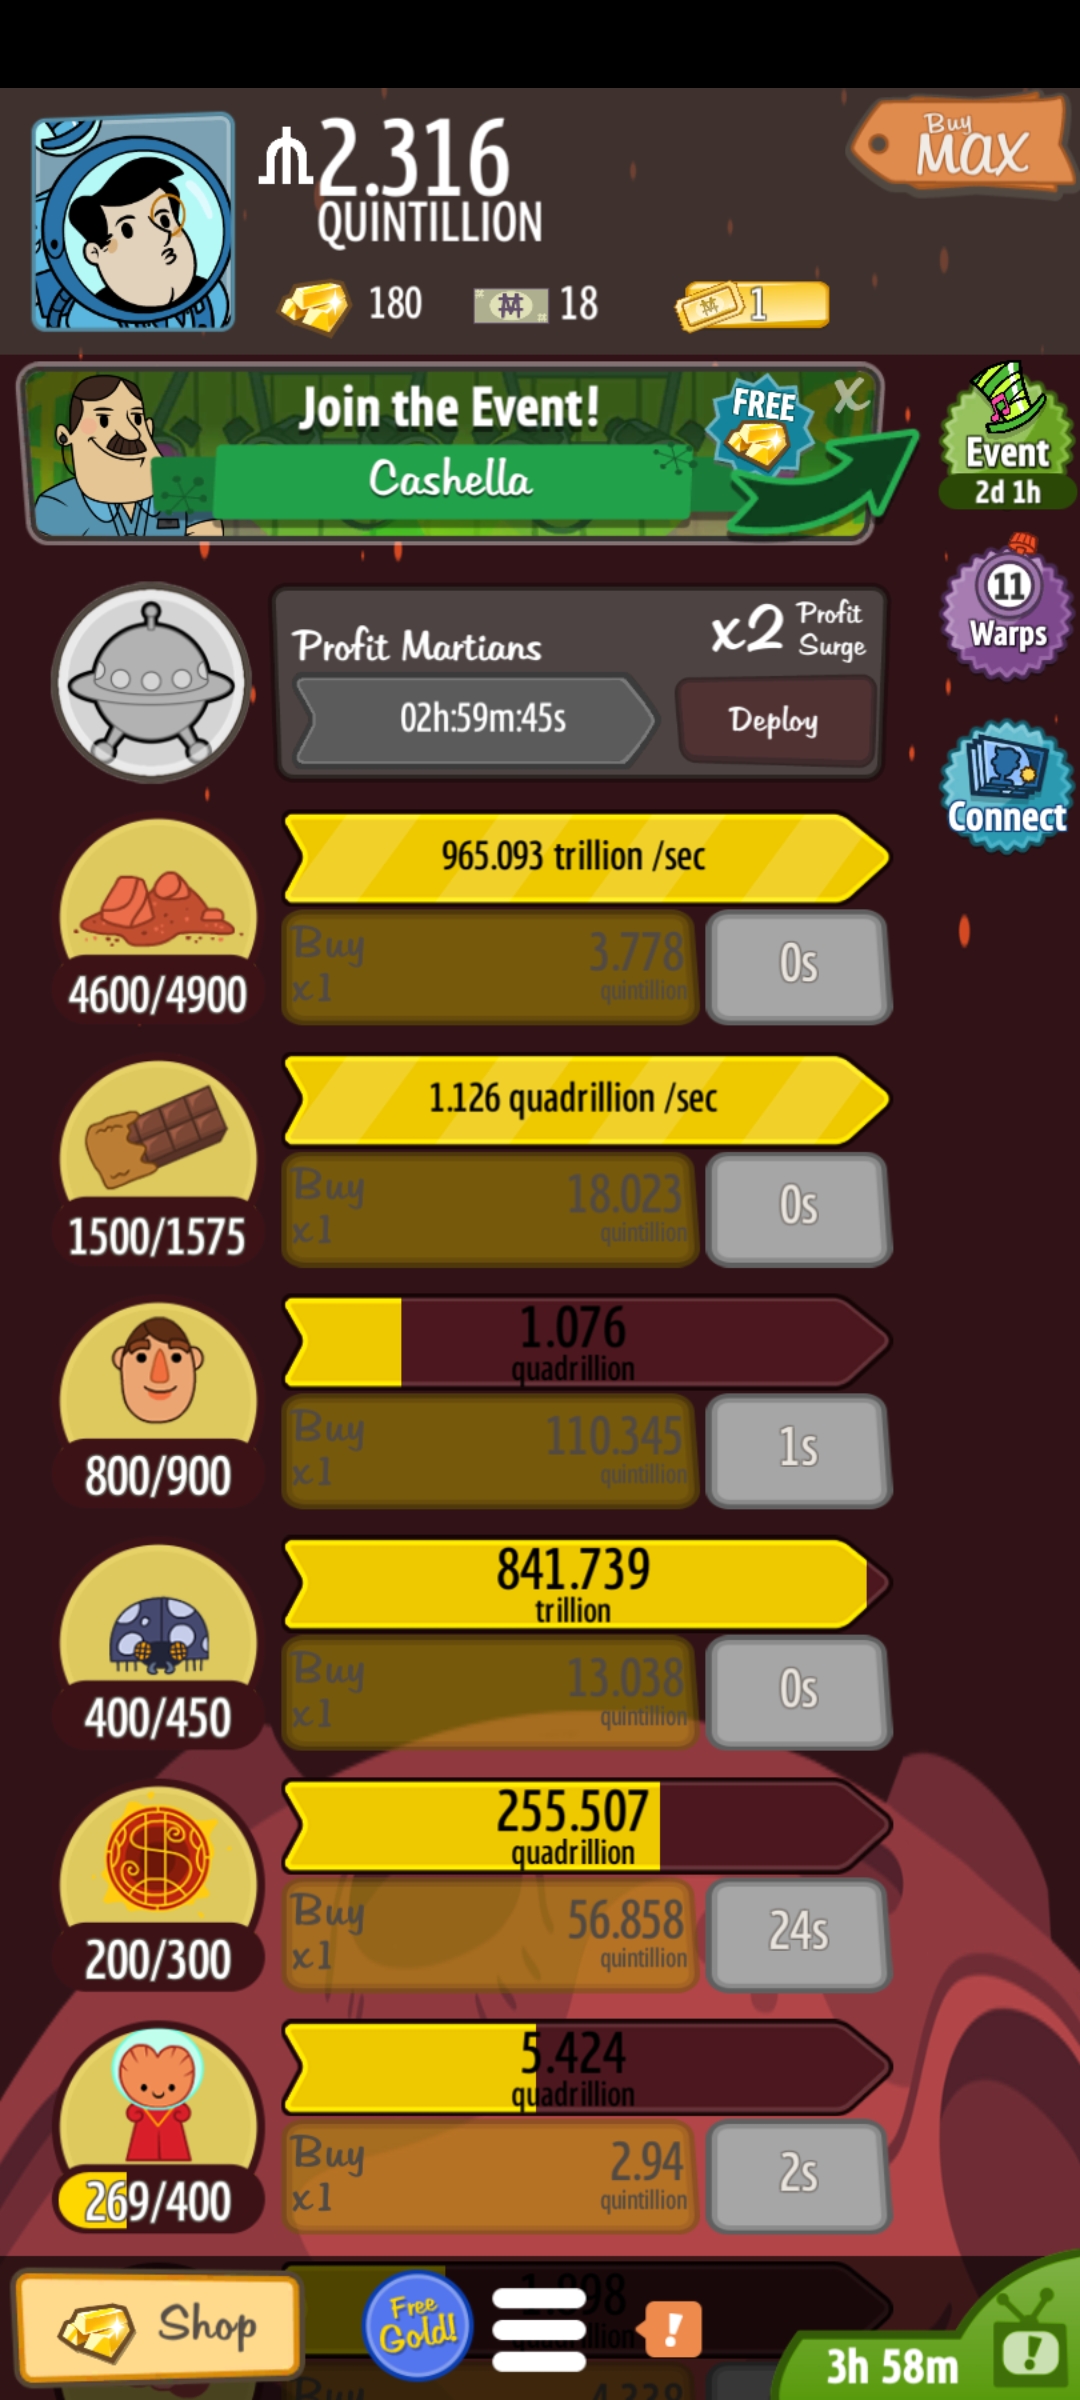 2.316
QUINTILLION
Buy
MAX
180
18
1
Join the Event!
Cashella
FREE
X
Event
2d 1h
11
Warps
Connect
Profit Martians
x2 Profit
Surge
02h:59m:45s
Deploy
965.093 trillion /sec
Buy
x1
3.778
quintillion
0s
4600/4900
1.126 quadrillion /sec
Buy
x1
18.023
quintillion
0s
1500/1575
1.076
quadrillion
Buy
x1
110.345
quintillion
1s
800/900
841.739
trillion
Buy
x1
13.038
quintillion
0s
400/450
255.507
quadrillion
Buy
x1
56.858
quintillion
24s
200/300
5.424
quadrillion
Buy
x1
2.94
quintillion
2s
269/400
Shop
Free
Gold!
!
3h 58m
!
Buy